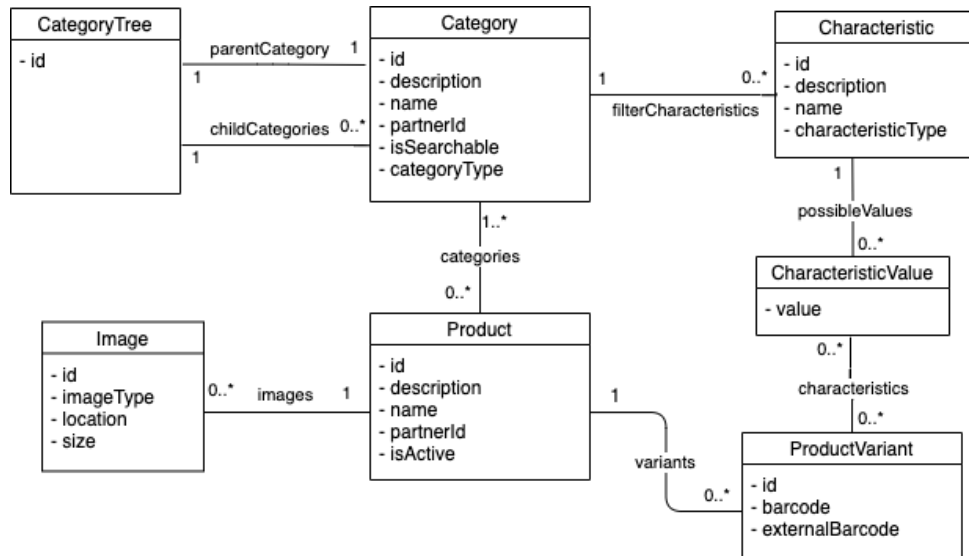 CategoryTree
- id
parentCategory
1
1
childCategories
0..*
1
Category
- id
- description
- name
- partnerId
- isSearchable
- categoryType
1
0..*
filterCharacteristics
Characteristic
- id
- description
- name
- characteristicType
1
possibleValues
0..*
1..*
categories
0..*
CharacteristicValue
- value
0..*
characteristics
0..*
Image
- id
- imageType
- location
- size
0..*
images
1
Product
- id
- description
- name
- partnerId
- isActive
1
variants
0..*
ProductVariant
- id
- barcode
- externalBarcode